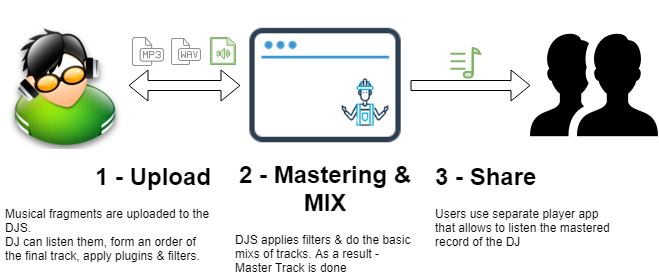 MP3
WAV
1 - Upload
2 - Mastering &
MIX
3 - Share
Musical fragments are uploaded to the
DJS.
DJ can listen them, form an order of
the final track, apply plugins & filters.
DJS applies filters & do the basic
mixs of tracks. As a result -
Master Track is done
Users use separate player app
that allows to listen the mastered
record of the DJ